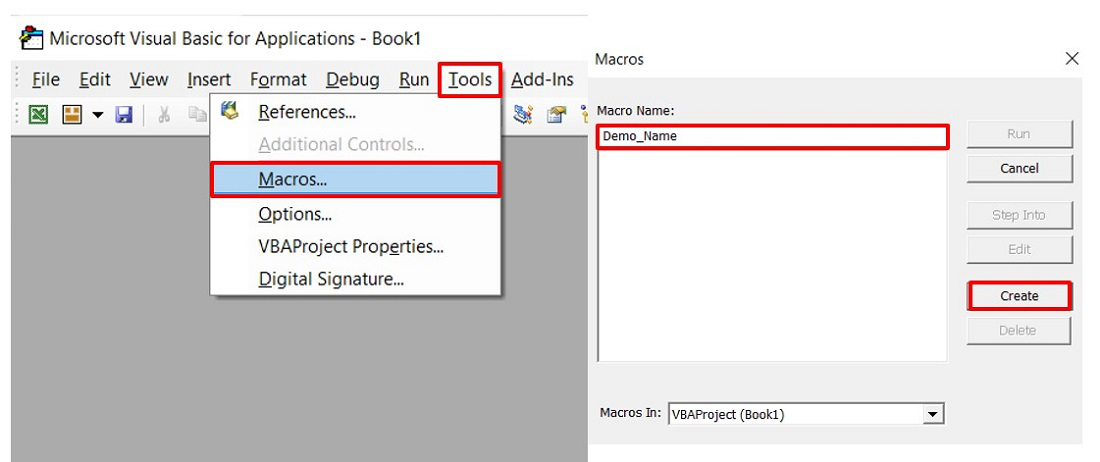 Microsoft Visual Basic for Applications - Book1
File Edit View Insert Format Debug Run Tools Add-Ins
References...
Additional Controls...
Macros...
Options...
VBAProject Properties...
Digital Signature...
Macros
Macro Name:
Demo_Name
Run
Cancel
Step Into
Edit
Create
Delete
Macros In: VBAProject (Book1)